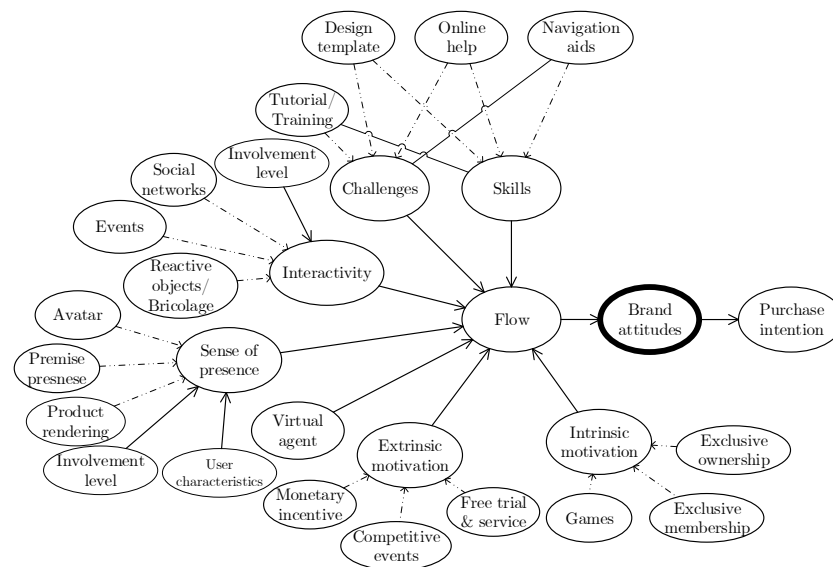 Design
template
Online
help
Navigation
aids
Tutorial/
Training
Involvement
level
Social
networks
Challenges
Skills
Events
Reactive
objects/
Bricolage
Interactivity
Avatar
Flow
Brand
attitudes
Purchase
intention
Sense of
presence
Premise
presnese
Product
rendering
Virtual
agent
Involvement
level
User
characteristics
Extrinsic
motivation
Intrinsic
motivation
Exclusive
ownership
Monetary
incentive
Free trial
& service
Games
Exclusive
membership
Competitive
events